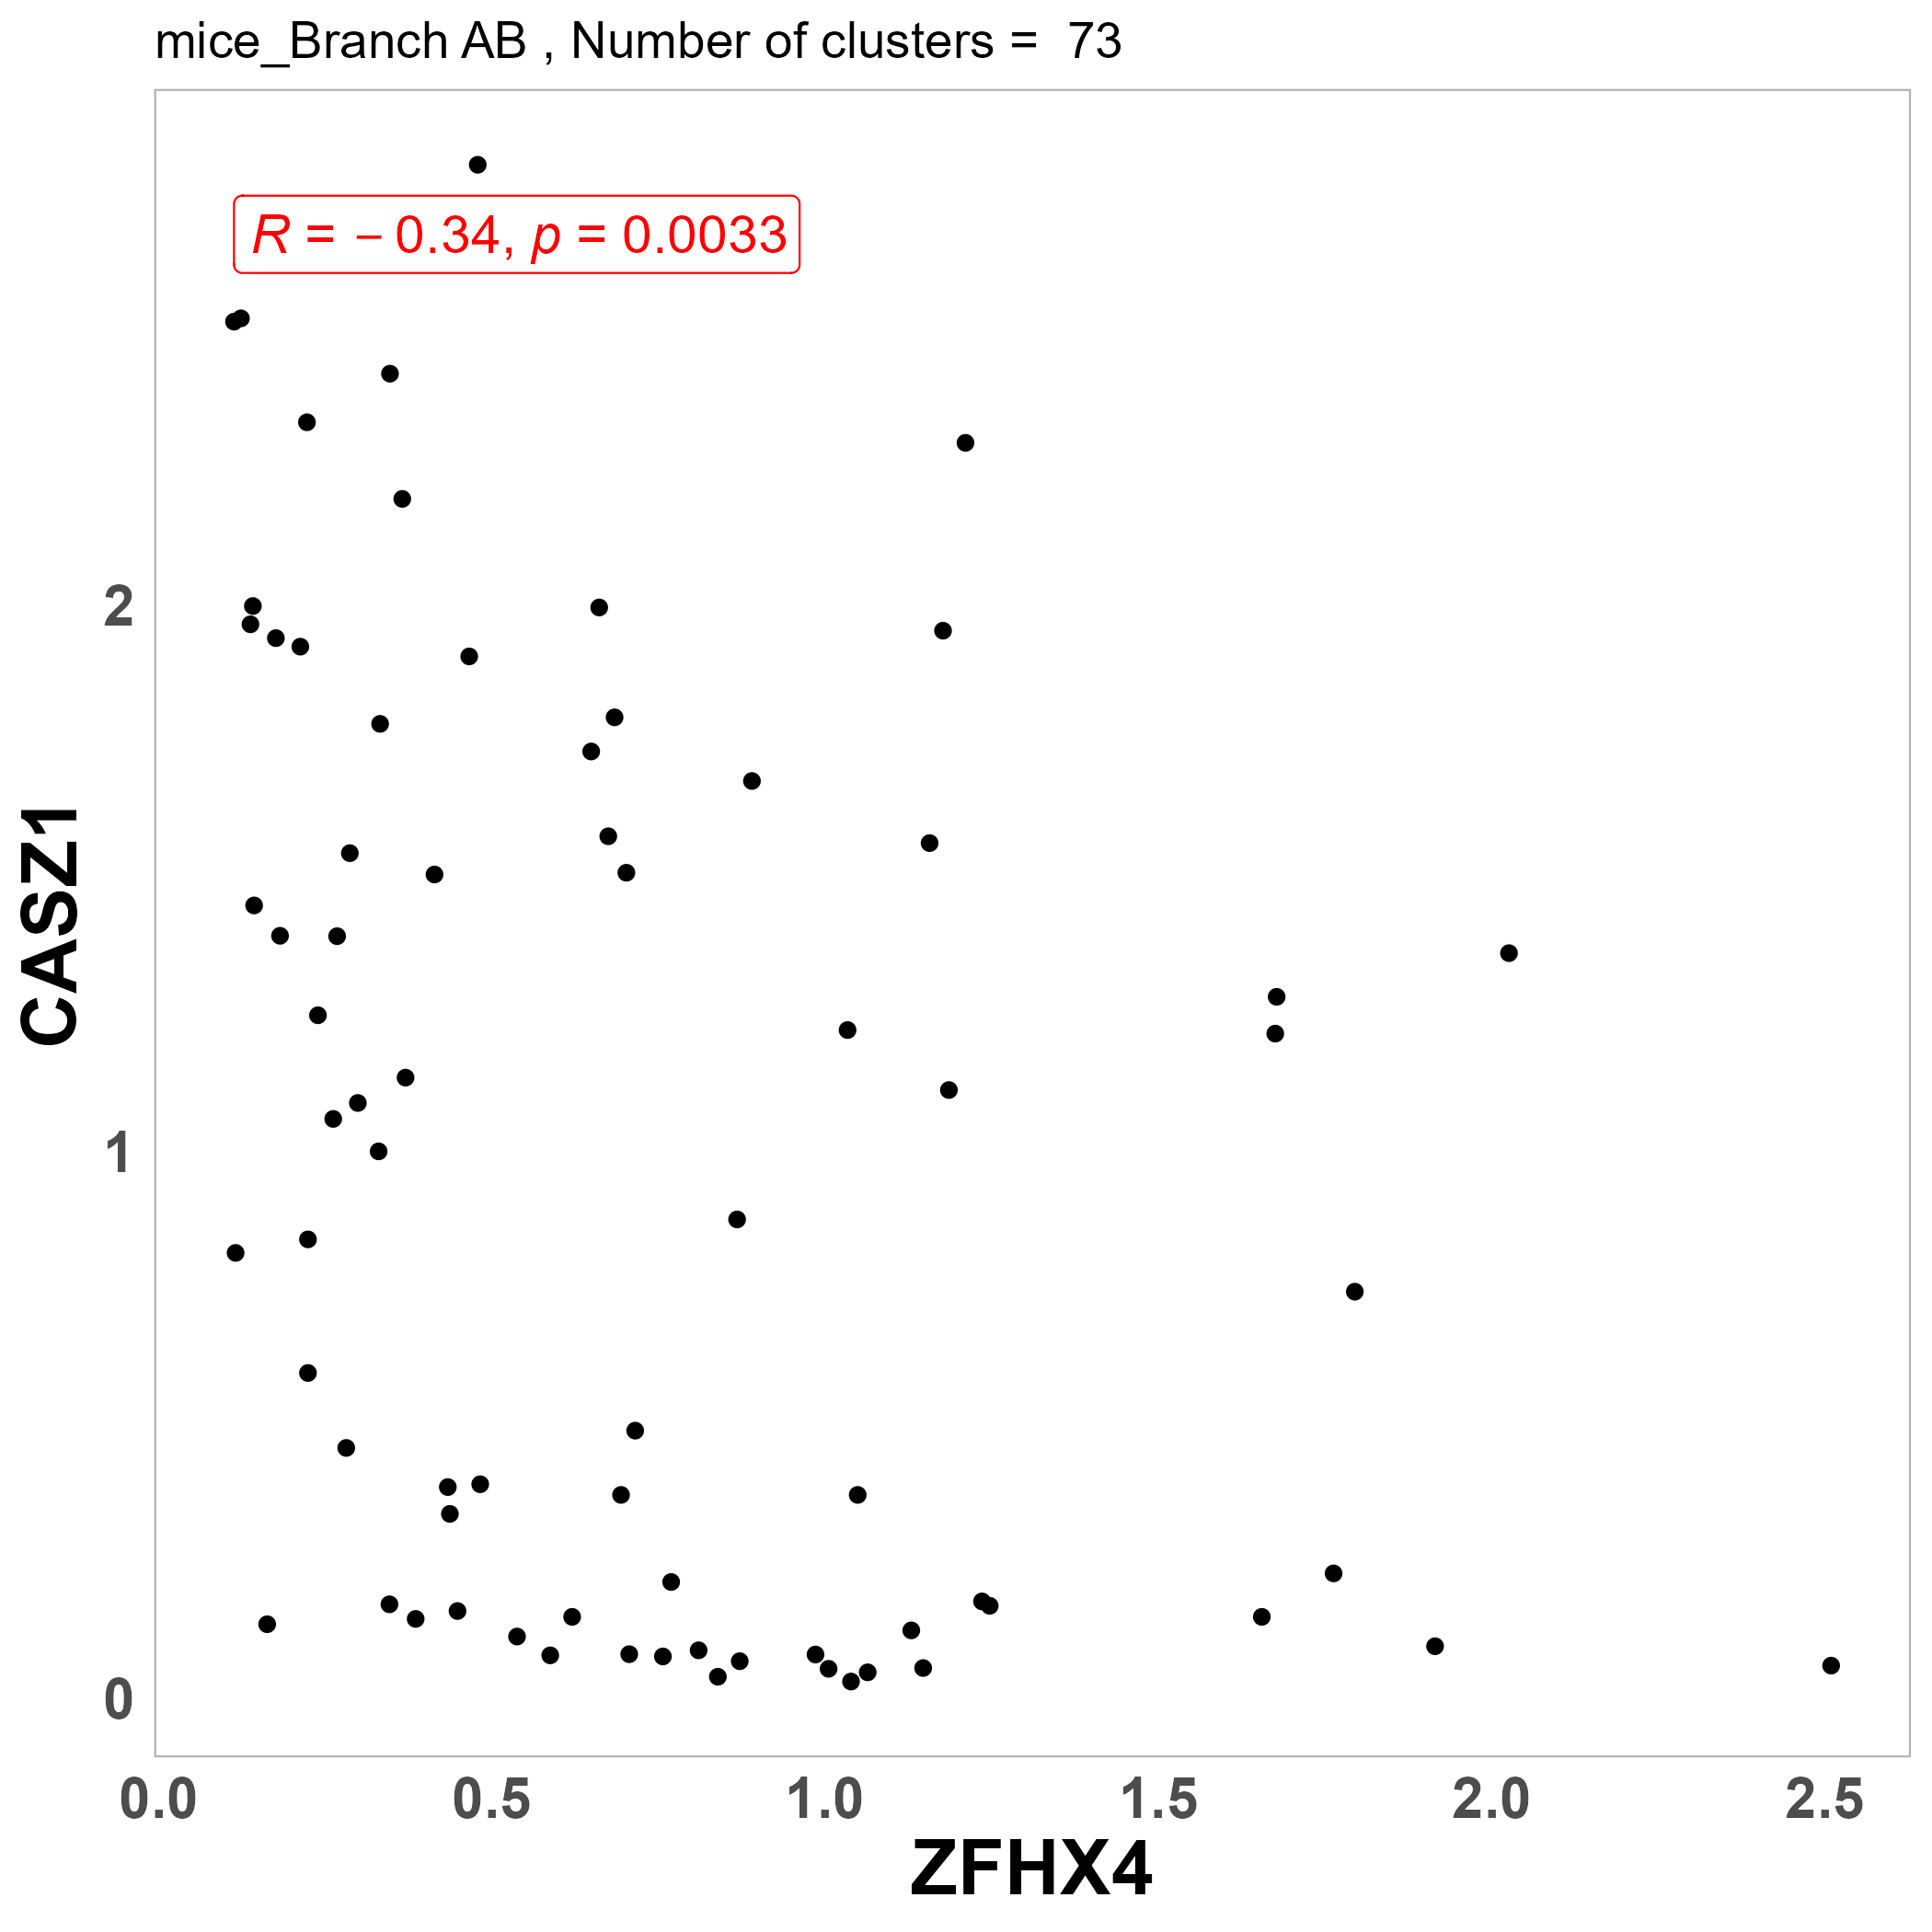 mice_Branch AB , Number of clusters =  73
R = − 0.34, p = 0.0033
2
1
0
CASZ1
0.0 0.5 1.0 1.5 2.0 2.5
ZFHX4